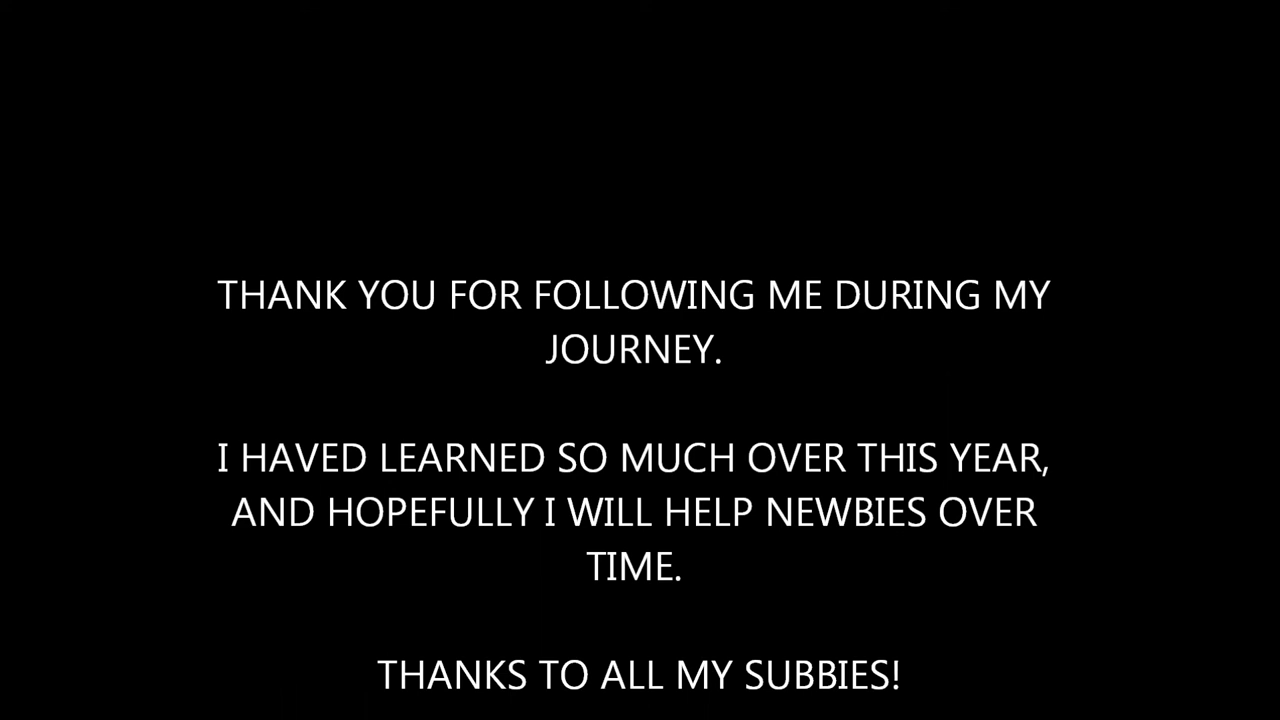 THANK YOU FOR FOLLOWING ME DURING MY
JOURNEY.
I HAVED LEARNED SO MUCH OVER THIS YEAR,
AND HOPEFULLY I WILL HELP NEWBIES OVER
TIME.
THANKS TO ALL MY SUBBIES!